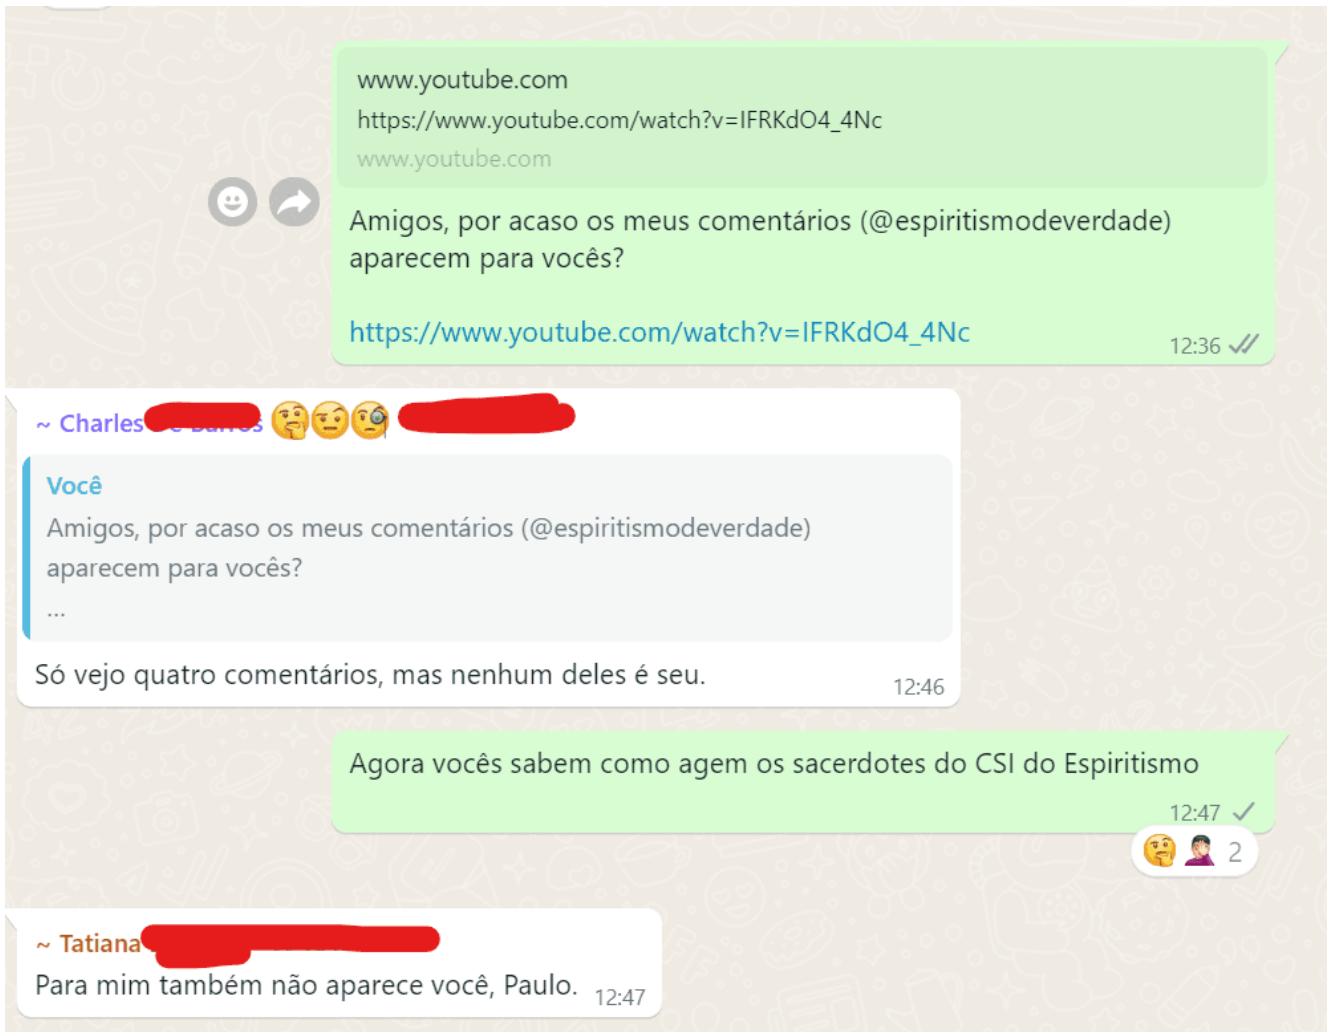 www.youtube.com
https://www.youtube.com/watch?v=IFRKdO4_4Nc
www.youtube.com
Amigos, por acaso os meus comentários (@espiritismodeverdade)
aparecem para vocês?
https://www.youtube.com/watch?v=IFRKdO4_4Nc
12:36
~ Charles
Você
Amigos, por acaso os meus comentários (@espiritismodeverdade)
aparecem para vocês?
...
Só vejo quatro comentários, mas nenhum deles é seu.
12:46
Agora vocês sabem como agem os sacerdotes do CSI do Espiritismo
12:47
2
~ Tatiana
Para mim também não aparece você, Paulo.
12:47